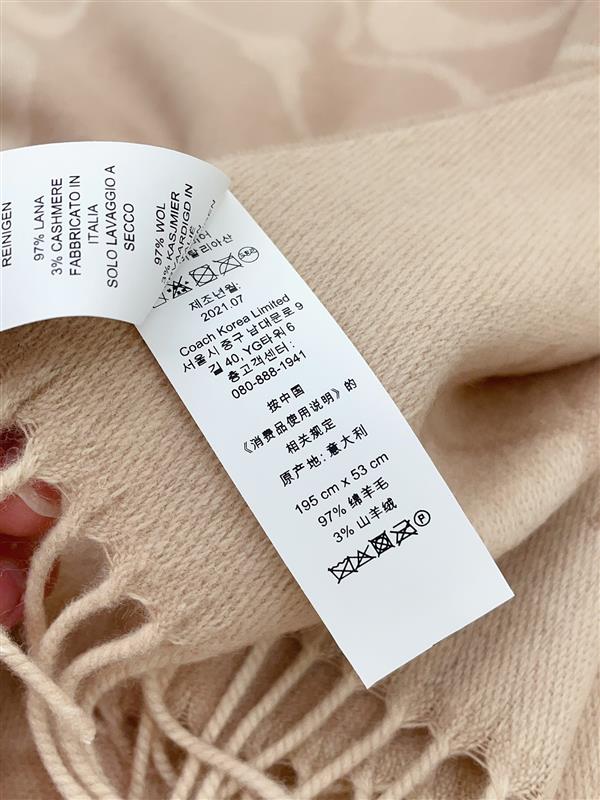 REINIGEN
97% LANA
3% CASHMERE
FABBRICATO IN
ITALIA
SOLO LAVAGGIO A
SECCO
97% WOL
3% KASJMIER
제조년월:
2021.07
Coach Korea Limited
서울시 중구 남대문로 9
길 40, YG타워 6
층고객센터 :
080-888-1941
按中国
《消费品使用说明》的
相关规定
原产地: 意大利
195 cm x 53 cm
97% 绵羊毛
3% 山羊绒
P